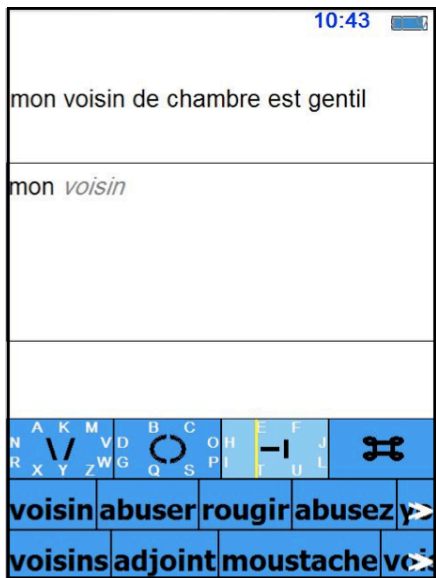 10:43
mon voisin de chambre est gentil
mon voisin
A K M B C E F
N V D O H J
R W G P I L
X Y Z Q S T U
voisin abuser rougir abusez
voisins adjoint moustache